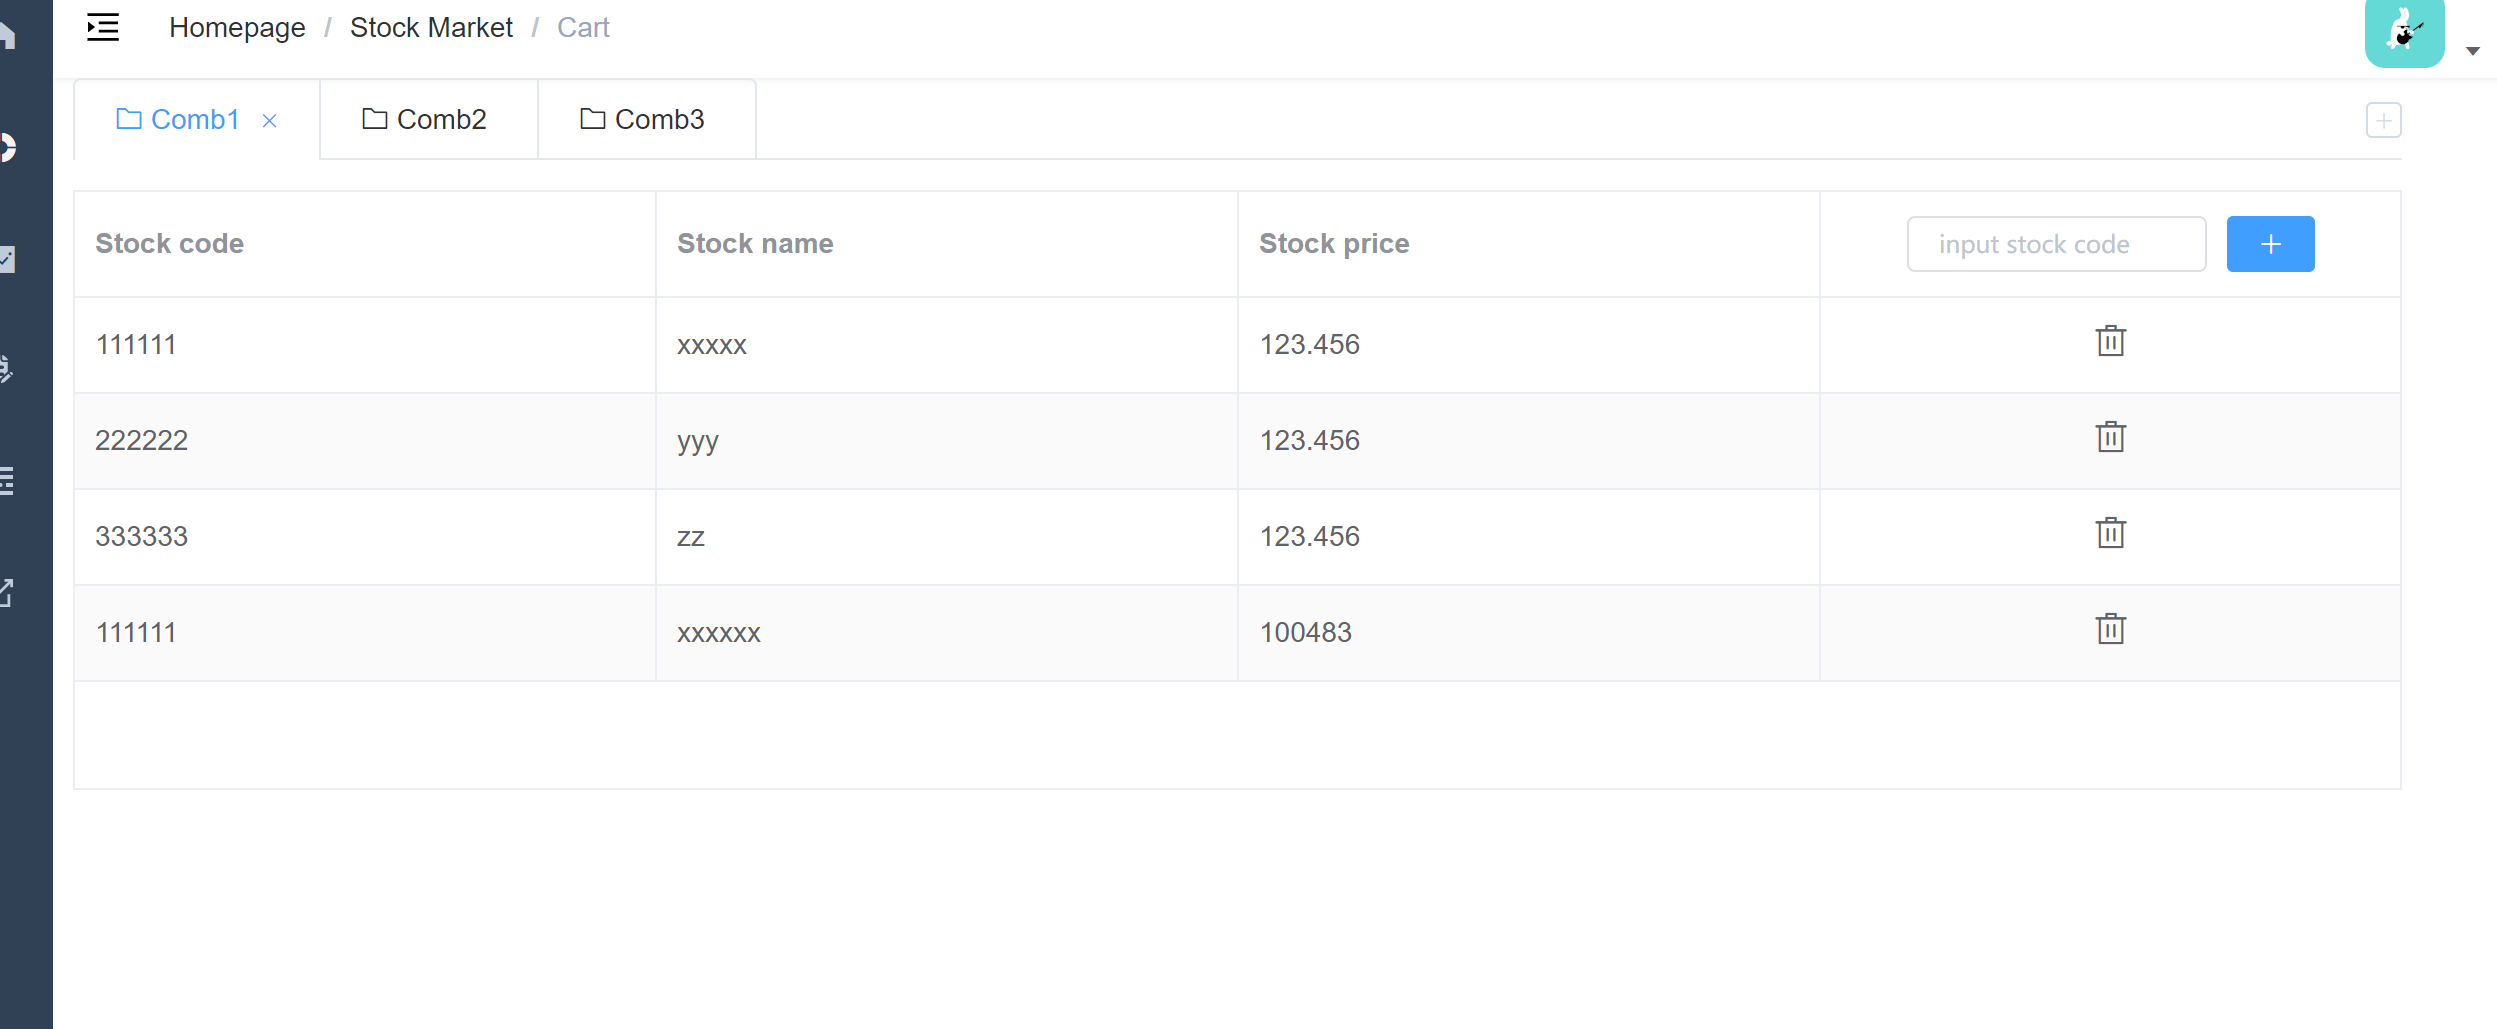 Homepage / Stock Market / Cart
Comb1 Comb2 Comb3
Stock code Stock name Stock price input stock code
111111 xxxxx 123.456
222222 yyy 123.456
333333 zz 123.456
111111 xxxxxx 100483